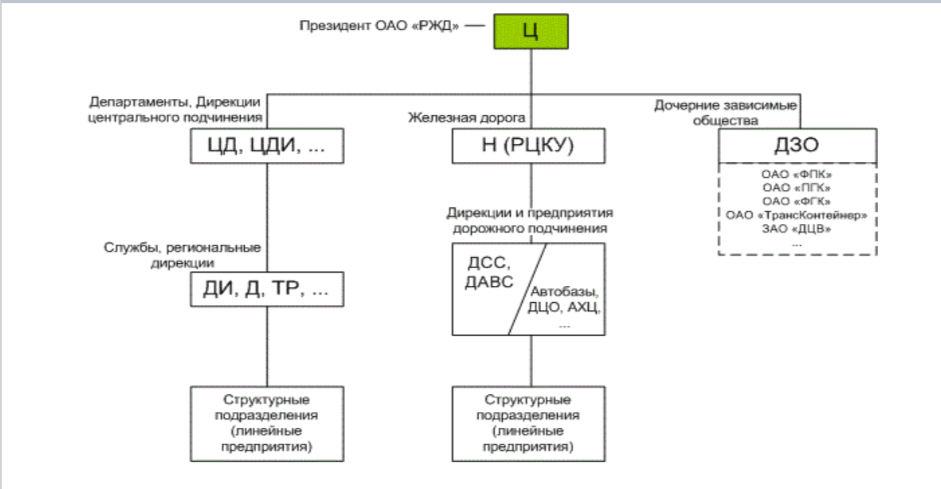 Президент ОАО «РЖД»
Ц
Департаменты, Дирекции
центрального подчинения
ЦД, ЦДИ, ...
Железная дорога
Н (РЦКУ)
Дочерние зависимые
общества
ДЗО
ОАО «ФПК»
ОАО «ПГК»
ОАО «ФГК»
ОАО «ТрансКонтейнер»
ЗАО «ДЦВ»
...
Службы, региональные
дирекции
ДИ, Д, ТР, ...
Дирекции и предприятия
дорожного подчинения
ДСС,
ДАВС
Автобазы,
ДЦО, АХЦ,
...
Структурные
подразделения
(линейные
предприятия)
Структурные
подразделения
(линейные
предприятия)